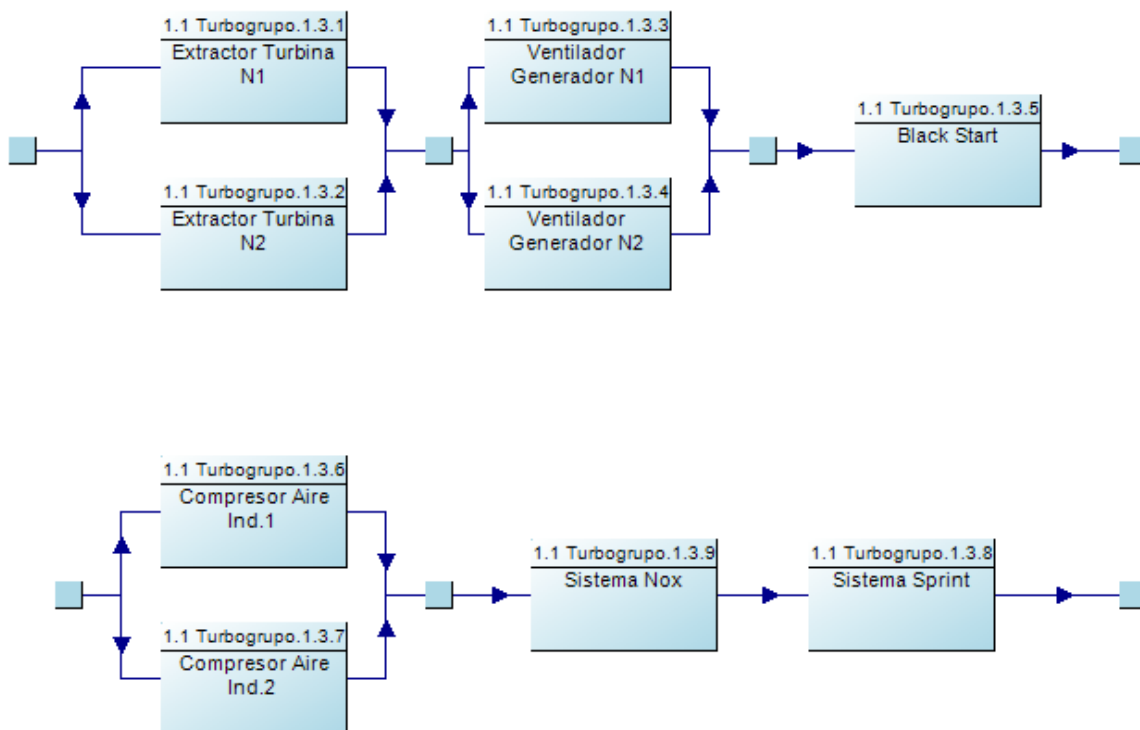 1.1 Turbogrupo.1.3.1
Extractor Turbina
N1
1.1 Turbogrupo.1.3.3
Ventilador
Generador N1
1.1 Turbogrupo.1.3.5
Black Start
1.1 Turbogrupo.1.3.2
Extractor Turbina
N2
1.1 Turbogrupo.1.3.4
Ventilador
Generador N2
1.1 Turbogrupo.1.3.6
Compresor Aire
Ind.1
1.1 Turbogrupo.1.3.9
Sistema Nox
1.1 Turbogrupo.1.3.8
Sistema Sprint
1.1 Turbogrupo.1.3.7
Compresor Aire
Ind.2